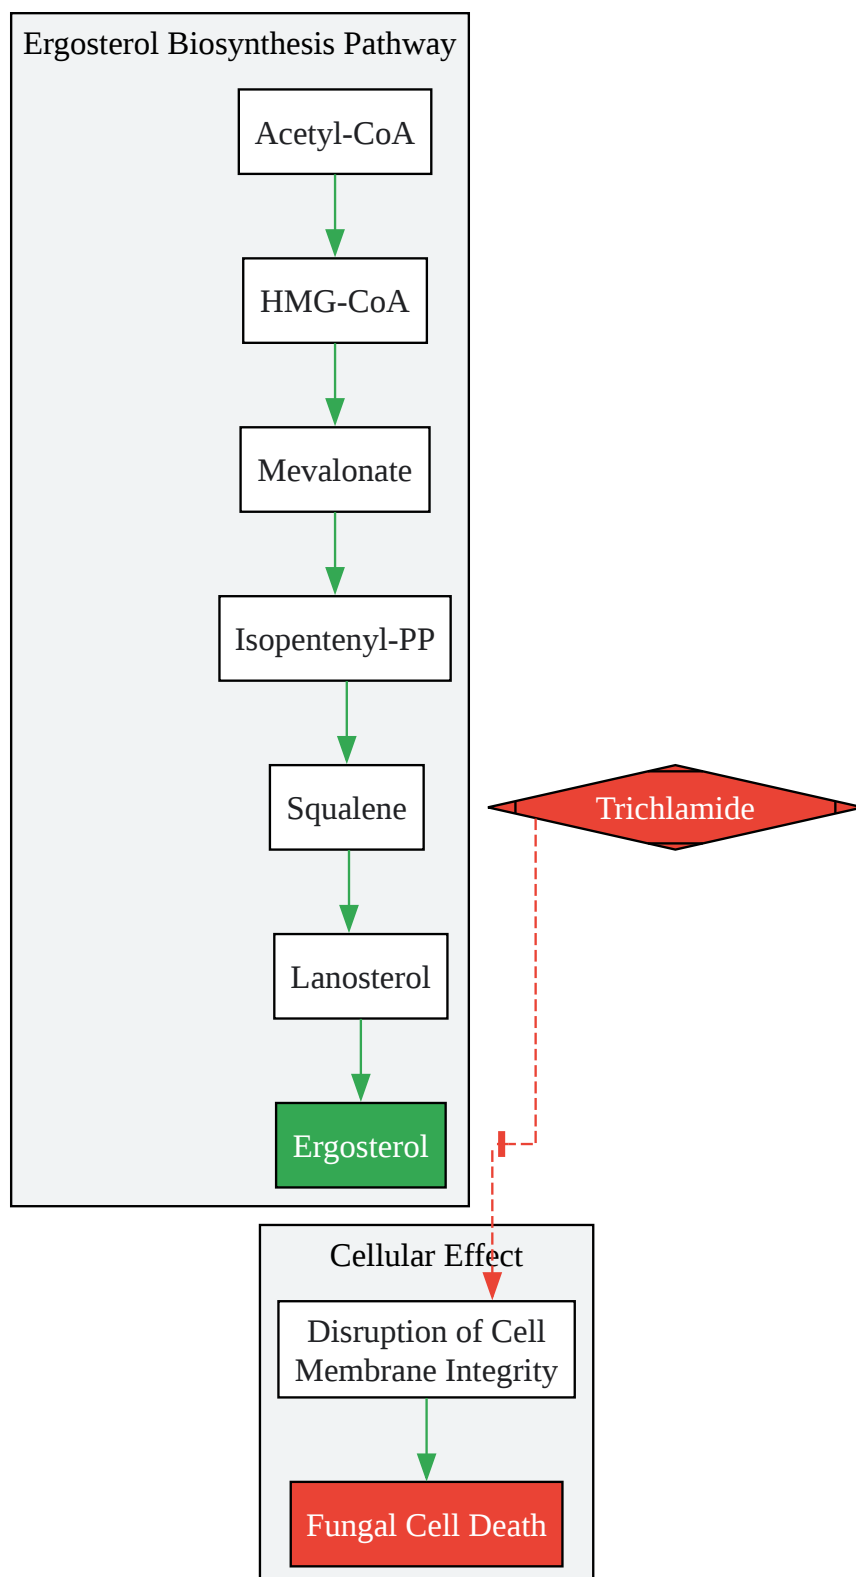 Ergosterol Biosynthesis Pathway
Acetyl-CoA
HMG-CoA
Mevalonate
Isopentenyl-PP
Squalene
Trichlamide
Lanosterol
Ergosterol
Cellular Effect
Disruption of Cell
Membrane Integrity
Fungal Cell Death